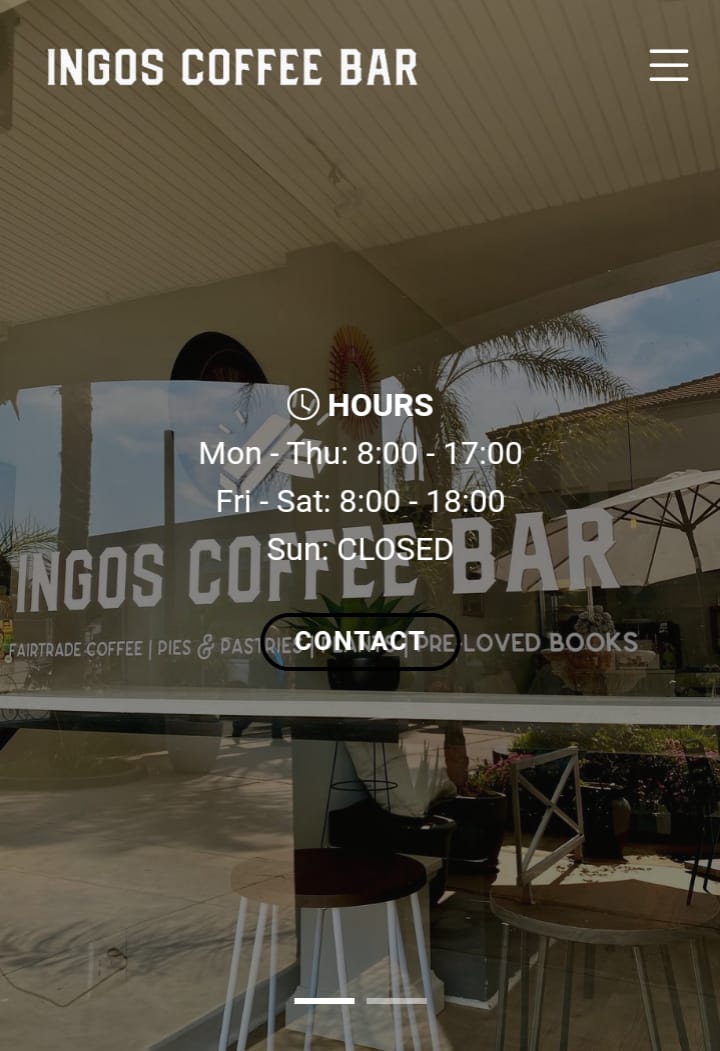 INGOS COFFEE BAR
HOURS
Mon - Thu: 8:00 - 17:00
Fri - Sat: 8:00 - 18:00
Sun: CLOSED
INGOS COFFEE BAR
FAIRTRADE COFFEE | PIES & PASTRIES | PLANTS | PRE-LOVED BOOKS
CONTACT